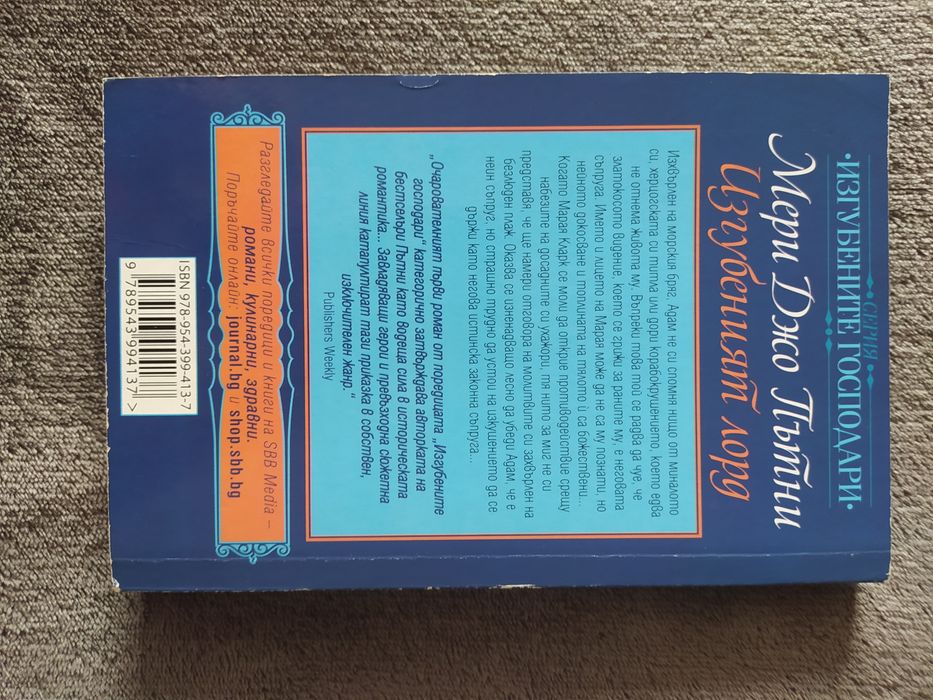 СЕРИЯ
·ИЗГУБЕНИТЕ ГОСПОДАРИ·
Мери Джо Пътни
Изгубеният лорд
Изхвърлен на морския бряг, Адам не си спомня нищо от миналото
си, херцогската си титла или дори корабокрушението, което едва
не отнема живота му. Въпреки това той се радва да чуе, че
златокосото видение, което се грижи за раните му, е неговата
съпруга. Името и лицето на Мариан може да не са му познати, но
нейното докосване и топлината на тялото ѝ са божествени...
Когато Мариан Кларк се моли да открие противодействие срещу
набезите на досадните си ухажори, тя нито за миг не си
представя, че ще намери отговора на молитвите си захвърлен на
безлюден плаж. Оказва се изненадващо лесно да убеди Адам, че е
неин съпруг, но страшно трудно да устои на изкушението да се
държи като негова истинска законна съпруга...
„Очарователният първи роман от поредицата „Изгубените
господари“ категорично затвърждава авторката на
бестселъри Пътни като водеща сила в историческата
романтика... Завладяващи герои и превъзходна сюжетна
линия катапултират тази приказка в собствен,
изключителен жанр.“
Publishers Weekly
Разгледайте всички поредици и книги на SBB Media –
романи, кулинарни, здравни.
Поръчайте онлайн: journal.bg и shop.sbb.bg
ISBN 978-954-399-413-7
9 789543 994137 >